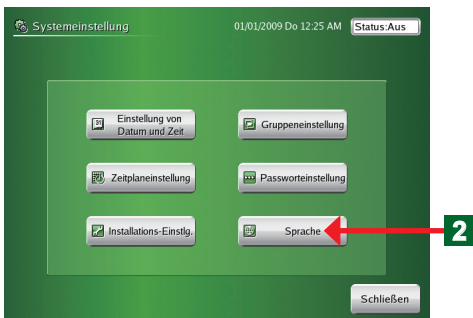 Systemeinstellung
01/01/2009 Do 12:25 AM
Status:Aus
Einstellung von
Datum und Zeit
Gruppeneinstellung
Zeitplaneinstellung
Passworteinstellung
Installations-Einstlg.
Sprache
2
Schließen